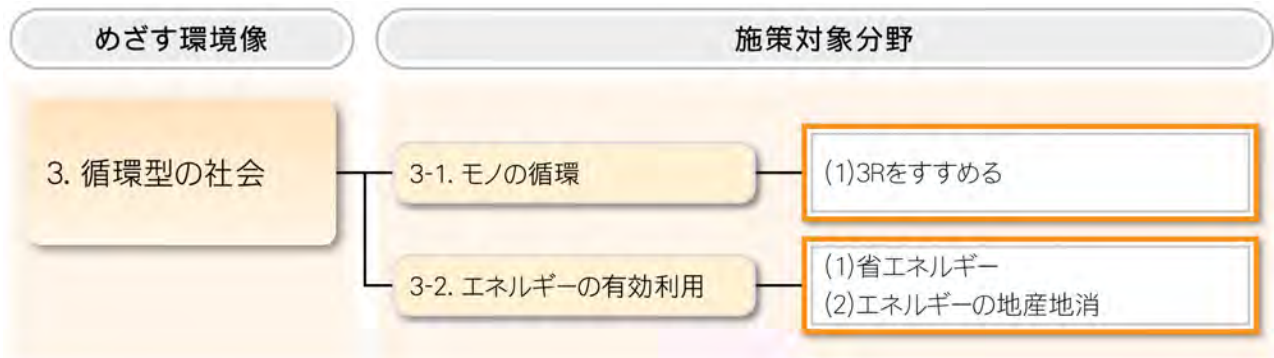 めざす環境像
施策対象分野
3. 循環型の社会
3-1. モノの循環
(1)3Rをすすめる
3-2. エネルギーの有効利用
(1)省エネルギー
(2)エネルギーの地産地消